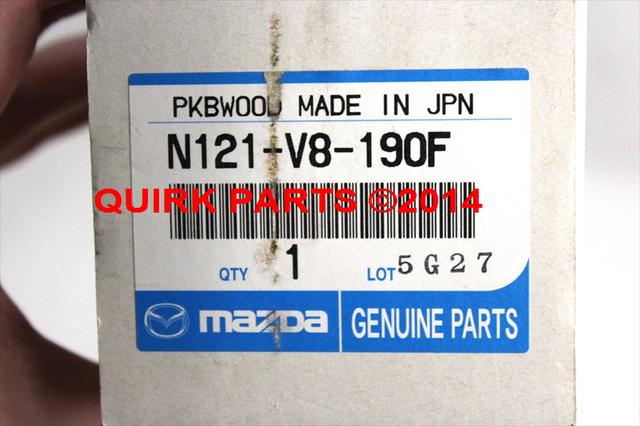 PKBWOOD MADE IN JPN
N121-V8-190F
QUIRK PARTS ©2014
QTY 1 LOT 5G27
mazda GENUINE PARTS